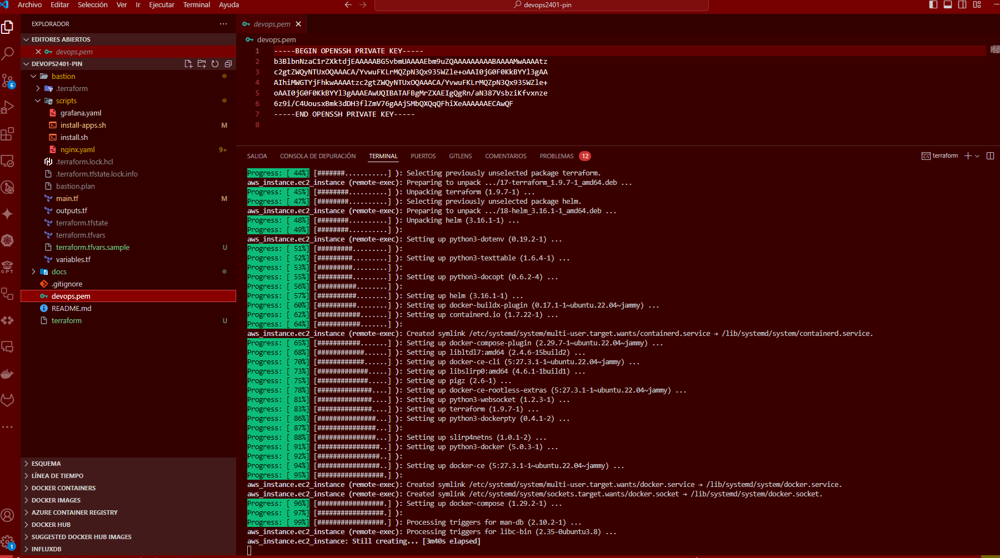 Archivo Editar Selección Ver Ir Ejecutar Terminal Ayuda
devops2401-pin
EXPLORADOR
EDITORES ABIERTOS
devops.pem
DEVOPS2401-PIN
bastion
.terraform
scripts
grafana.yaml
install-apps.sh M
install.sh
nginx.yaml 9+
.terraform.lock.hcl
.terraform.tfstate.lock.info
bastion.plan
main.tf M
outputs.tf
terraform.tfstate
terraform.tfvars
terraform.tfvars.sample U
variables.tf
docs
.gitignore
devops.pem
README.md
terraform U
ESQUEMA
LÍNEA DE TIEMPO
DOCKER CONTAINERS
DOCKER IMAGES
AZURE CONTAINER REGISTRY
DOCKER HUB
SUGGESTED DOCKER HUB IMAGES
INFLUXDB
6
GPT
1
devops.pem
devops.pem
1 -----BEGIN OPENSSH PRIVATE KEY-----
[lines 2-6: private key contents withheld for security]
7 -----END OPENSSH PRIVATE KEY-----
8
SALIDA CONSOLA DE DEPURACIÓN TERMINAL PUERTOS GITLENS COMENTARIOS PROBLEMAS 12
terraform
Progress: [ 44%] [#######...........] ): Selecting previously unselected package terraform.
aws_instance.ec2_instance (remote-exec): Preparing to unpack .../17-terraform_1.9.7-1_amd64.deb ...
Progress: [ 45%] [########..........] ): Unpacking terraform (1.9.7-1) ...
Progress: [ 47%] [########..........] ): Selecting previously unselected package helm.
aws_instance.ec2_instance (remote-exec): Preparing to unpack .../18-helm_3.16.1-1_amd64.deb ...
Progress: [ 48%] [########..........] ): Unpacking helm (3.16.1-1) ...
Progress: [ 49%] [########..........] ):
aws_instance.ec2_instance (remote-exec): Setting up python3-dotenv (0.19.2-1) ...
Progress: [ 51%] [#########.........] ):
Progress: [ 52%] [#########.........] ): Setting up python3-texttable (1.6.4-1) ...
Progress: [ 53%] [#########.........] ):
Progress: [ 55%] [#########.........] ): Setting up python3-docopt (0.6.2-4) ...
Progress: [ 56%] [##########........] ):
Progress: [ 57%] [##########........] ): Setting up helm (3.16.1-1) ...
Progress: [ 60%] [##########........] ): Setting up docker-buildx-plugin (0.17.1-1~ubuntu.22.04~jammy) ...
Progress: [ 62%] [###########.......] ): Setting up containerd.io (1.7.22-1) ...
Progress: [ 64%] [###########.......] ):
aws_instance.ec2_instance (remote-exec): Created symlink /etc/systemd/system/multi-user.target.wants/containerd.service → /lib/systemd/system/containerd.service.
Progress: [ 65%] [###########.......] ): Setting up docker-compose-plugin (2.29.7-1~ubuntu.22.04~jammy) ...
Progress: [ 68%] [############......] ): Setting up libltdl7:amd64 (2.4.6-15build2) ...
Progress: [ 70%] [############......] ): Setting up docker-ce-cli (5:27.3.1-1~ubuntu.22.04~jammy) ...
Progress: [ 73%] [#############.....] ): Setting up libslirp0:amd64 (4.6.1-1build1) ...
Progress: [ 75%] [#############.....] ): Setting up pigz (2.6-1) ...
Progress: [ 78%] [##############....] ): Setting up docker-ce-rootless-extras (5:27.3.1-1~ubuntu.22.04~jammy) ...
Progress: [ 81%] [##############....] ): Setting up python3-websocket (1.2.3-1) ...
Progress: [ 83%] [##############....] ): Setting up terraform (1.9.7-1) ...
Progress: [ 86%] [###############...] ): Setting up python3-dockerpty (0.4.1-2) ...
Progress: [ 87%] [###############...] ):
Progress: [ 88%] [###############...] ): Setting up slirp4netns (1.0.1-2) ...
Progress: [ 91%] [################..] ): Setting up python3-docker (5.0.3-1) ...
Progress: [ 92%] [################..] ):
Progress: [ 94%] [################..] ): Setting up docker-ce (5:27.3.1-1~ubuntu.22.04~jammy) ...
Progress: [ 95%] [#################.] ):
aws_instance.ec2_instance (remote-exec): Created symlink /etc/systemd/system/multi-user.target.wants/docker.service → /lib/systemd/system/docker.service.
aws_instance.ec2_instance (remote-exec): Created symlink /etc/systemd/system/sockets.target.wants/docker.socket → /lib/systemd/system/docker.socket.
Progress: [ 96%] [#################.] ): Setting up docker-compose (1.29.2-1) ...
Progress: [ 97%] [#################.] ):
Progress: [ 99%] [#################.] ): Processing triggers for man-db (2.10.2-1) ...
aws_instance.ec2_instance (remote-exec): Processing triggers for libc-bin (2.35-0ubuntu3.8) ...
aws_instance.ec2_instance: Still creating... [3m40s elapsed]